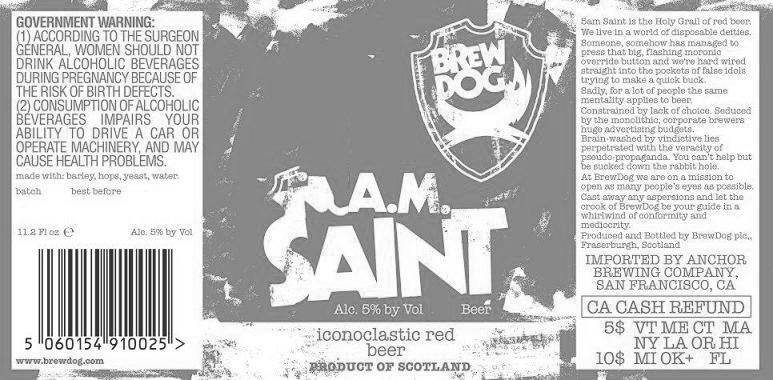 GOVERNMENT WARNING:
(1) ACCORDING TO THE SURGEON
GENERAL, WOMEN SHOULD NOT
DRINK ALCOHOLIC BEVERAGES
DURING PREGNANCY BECAUSE OF
THE RISK OF BIRTH DEFECTS.
(2) CONSUMPTION OF ALCOHOLIC
BEVERAGES IMPAIRS YOUR
ABILITY TO DRIVE A CAR OR
OPERATE MACHINERY, AND MAY
CAUSE HEALTH PROBLEMS.
made with: barley, hops, yeast, water.
batch best before
11.2 Fl oz ℮ Alc. 5% by Vol
5 060154 910025 >
www.brewdog.com
BREW
DOG
5 A.M.
SAINT
Alc. 5% by Vol Beer
iconoclastic red
beer
PRODUCT OF SCOTLAND
5am Saint is the Holy Grail of red beer.
We live in a world of disposable deities.
Someone, somehow has managed to
press that big, flashing moronic
override button and we're hard wired
straight into the pockets of false idols
trying to make a quick buck.
Sadly, for a lot of people the same
mentality applies to beer.
Constrained by lack of choice. Seduced
by the monolithic, corporate brewers
huge advertising budgets.
Brain-washed by vindictive lies
perpetrated with the veracity of
pseudo-propaganda. You can't help but
be sucked down the rabbit hole.
At BrewDog we are on a mission to
open as many people's eyes as possible.
Cast away any aspersions and let the
crook of BrewDog be your guide in a
whirlwind of conformity and
mediocrity.
Produced and Bottled by BrewDog plc,,
Fraserburgh, Scotland
IMPORTED BY ANCHOR
BREWING COMPANY,
SAN FRANCISCO, CA
CA CASH REFUND
5$ VT ME CT MA
NY LA OR HI
10$ MI OK+ FL